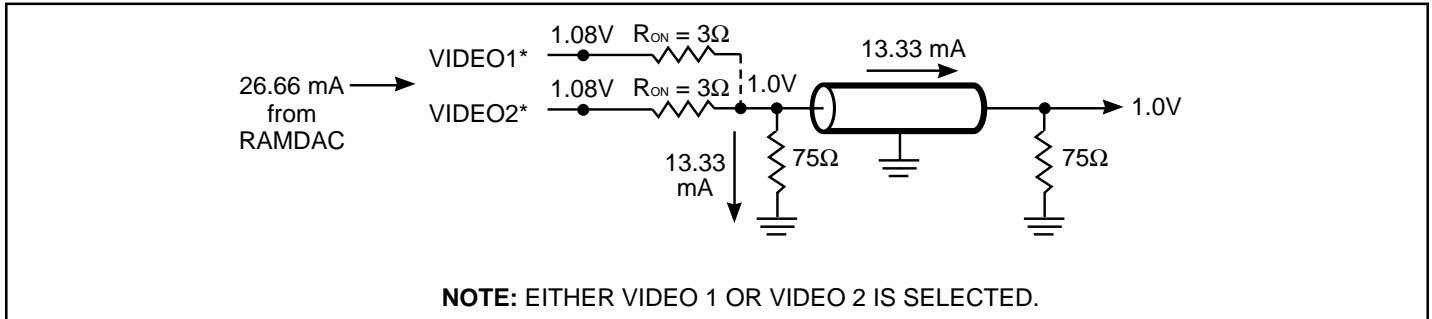 1.08V RON = 3Ω
VIDEO1*
13.33 mA
26.66 mA
from
RAMDAC
1.08V RON = 3Ω 1.0V
VIDEO2*
1.0V
13.33
mA
75Ω
75Ω
NOTE: EITHER VIDEO 1 OR VIDEO 2 IS SELECTED.